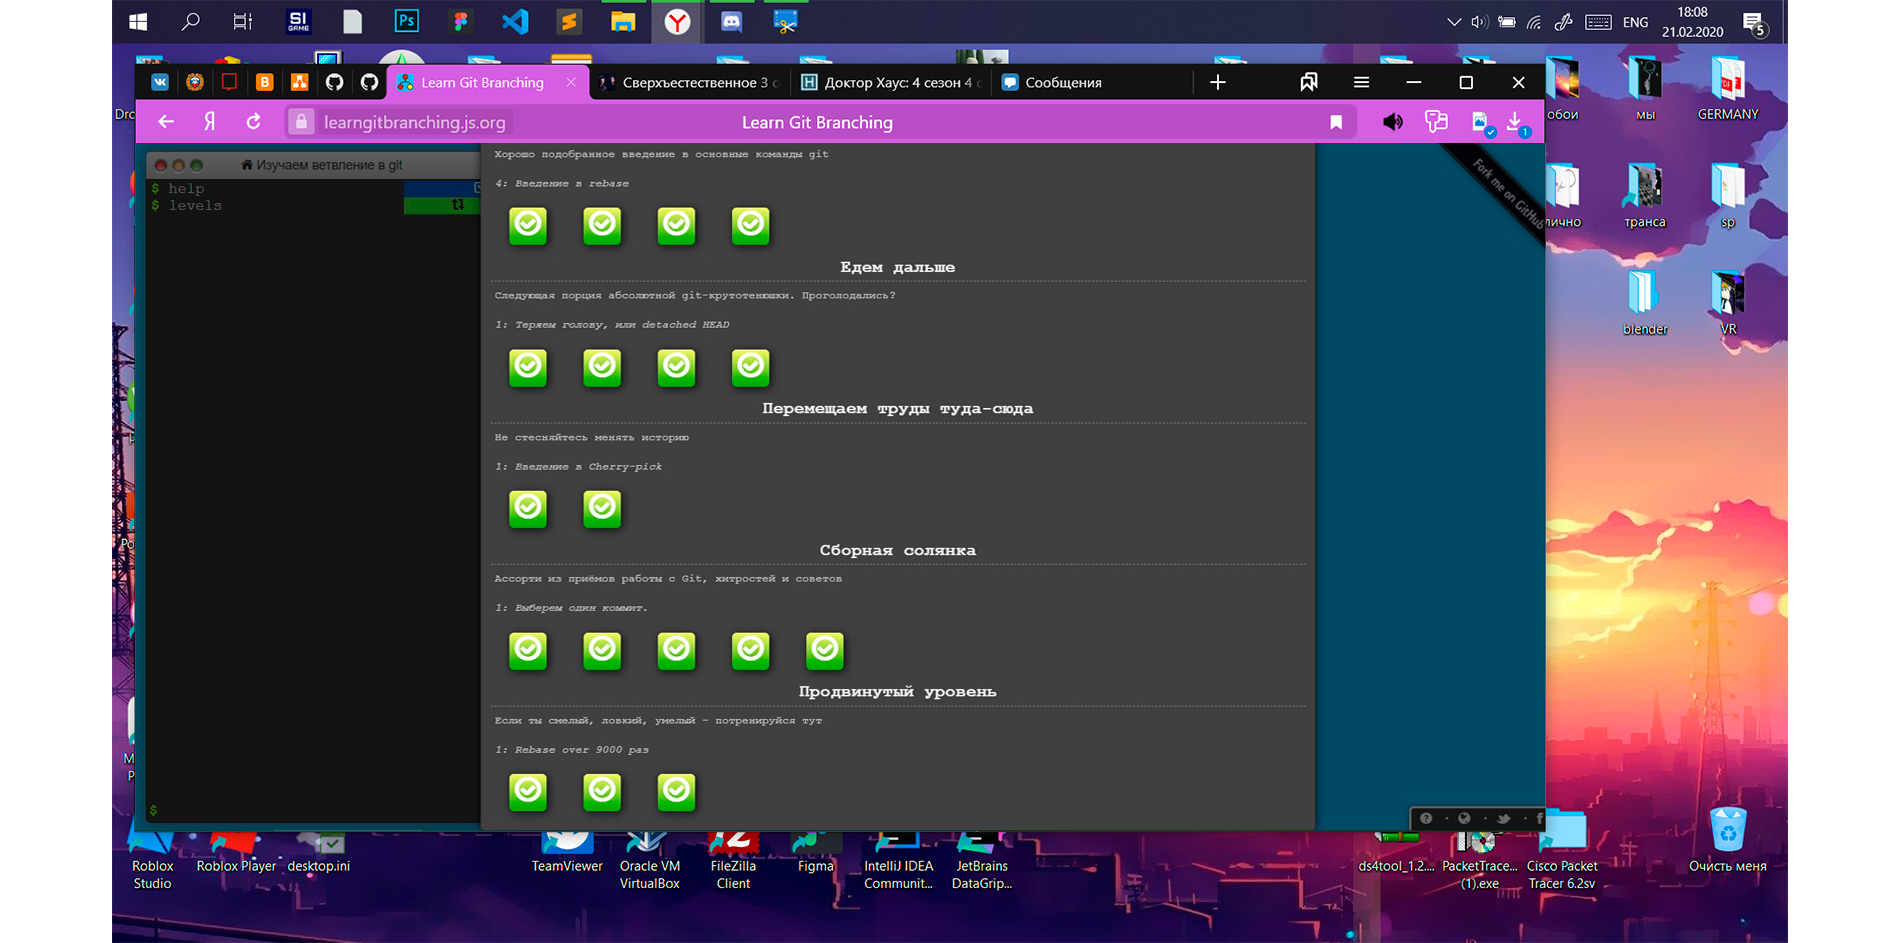 SI
GAME
Ps
ENG
18:08
21.02.2020
5
Learn Git Branching
Сверхъестественное 3 с
Доктор Хаус: 4 сезон 4 с
Сообщения
learngitbranching.js.org
Learn Git Branching
1
Изучаем ветвление в git
$ help
$ levels
$
Хорошо подобранное введение в основные команды git
4: Введение в rebase
Едем дальше
Следующая порция абсолютной git-крутотенюшки. Проголодались?
1: Теряем голову, или detached HEAD
Перемещаем труды туда-сюда
Не стесняйтесь менять историю
1: Введение в Cherry-pick
Сборная солянка
Ассорти из приёмов работы с Git, хитростей и советов
1: Выберем один коммит.
Продвинутый уровень
Если ты смелый, ловкий, умелый – потренируйся тут
1: Rebase over 9000 раз
Fork me on GitHub
Drc
обои
мы
GERMANY
лично
транса
sp
blender
VR
Roblox Studio
Roblox Player
desktop.ini
TeamViewer
Oracle VM VirtualBox
FileZilla Client
Figma
IntelliJ IDEA Communit...
JetBrains DataGrip...
ds4tool_1.2....
PacketTrace... (1).exe
Cisco Packet Tracer 6.2sv
Очисть меня